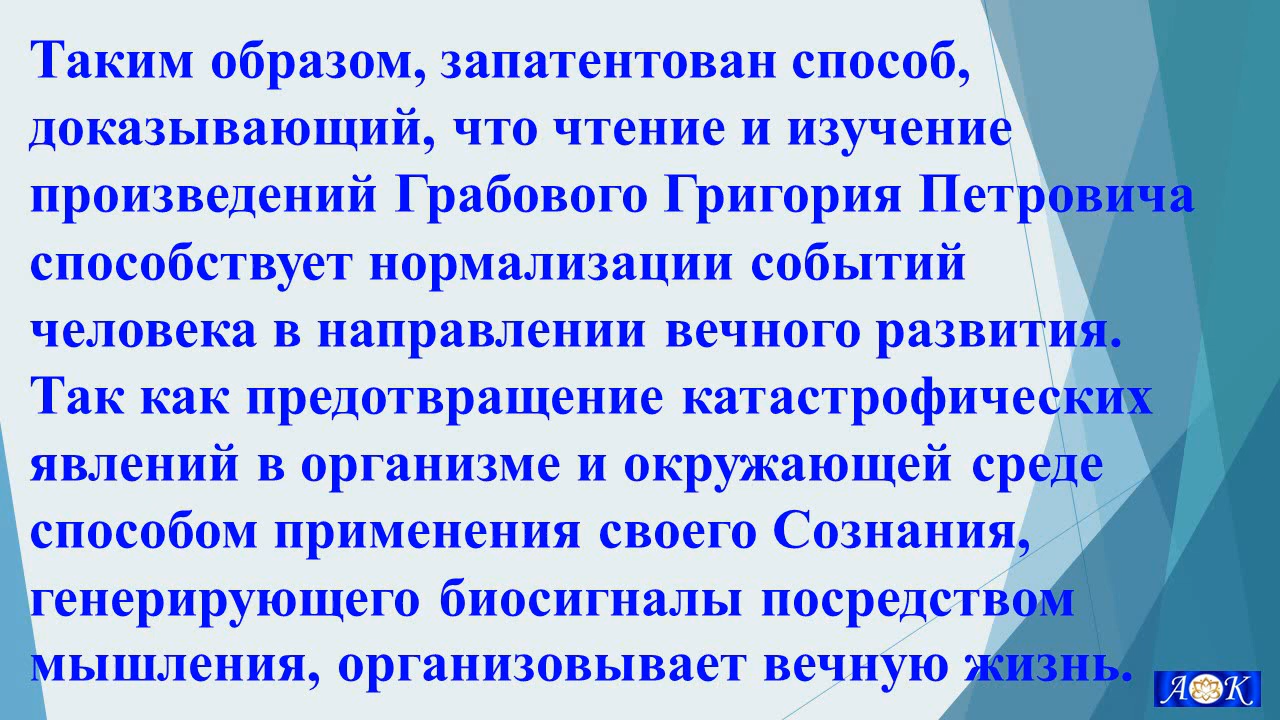 Таким образом, запатентован способ,
доказывающий, что чтение и изучение
произведений Грабового Григория Петровича
способствует нормализации событий
человека в направлении вечного развития.
Так как предотвращение катастрофических
явлений в организме и окружающей среде
способом применения своего Сознания,
генерирующего биосигналы посредством
мышления, организовывает вечную жизнь.
А К